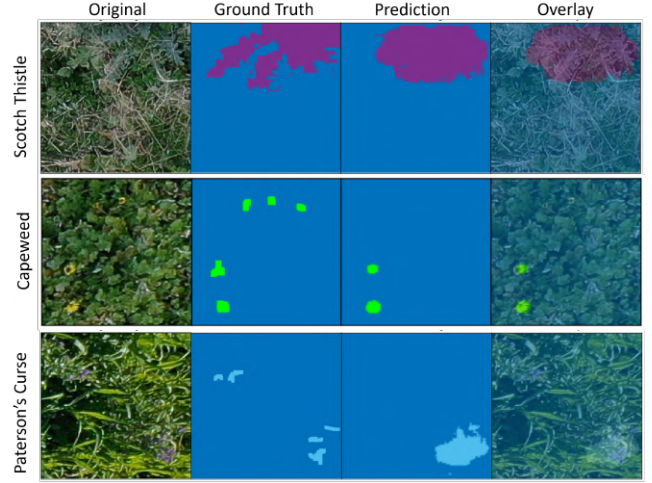 Original Ground Truth Prediction Overlay
Scotch Thistle
Capeweed
Paterson's Curse